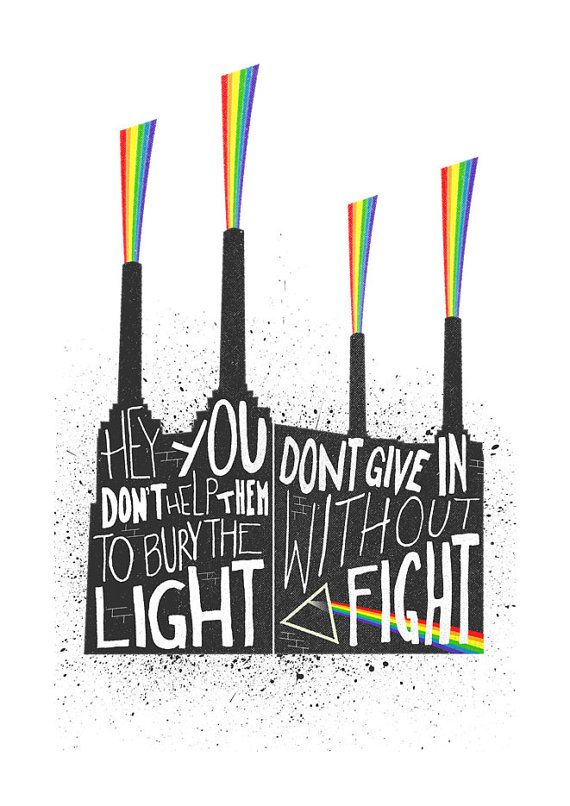 HEY YOU
DON'T HELP THEM
TO BURY THE
LIGHT
DONT GIVE IN
WITHOUT
FIGHT